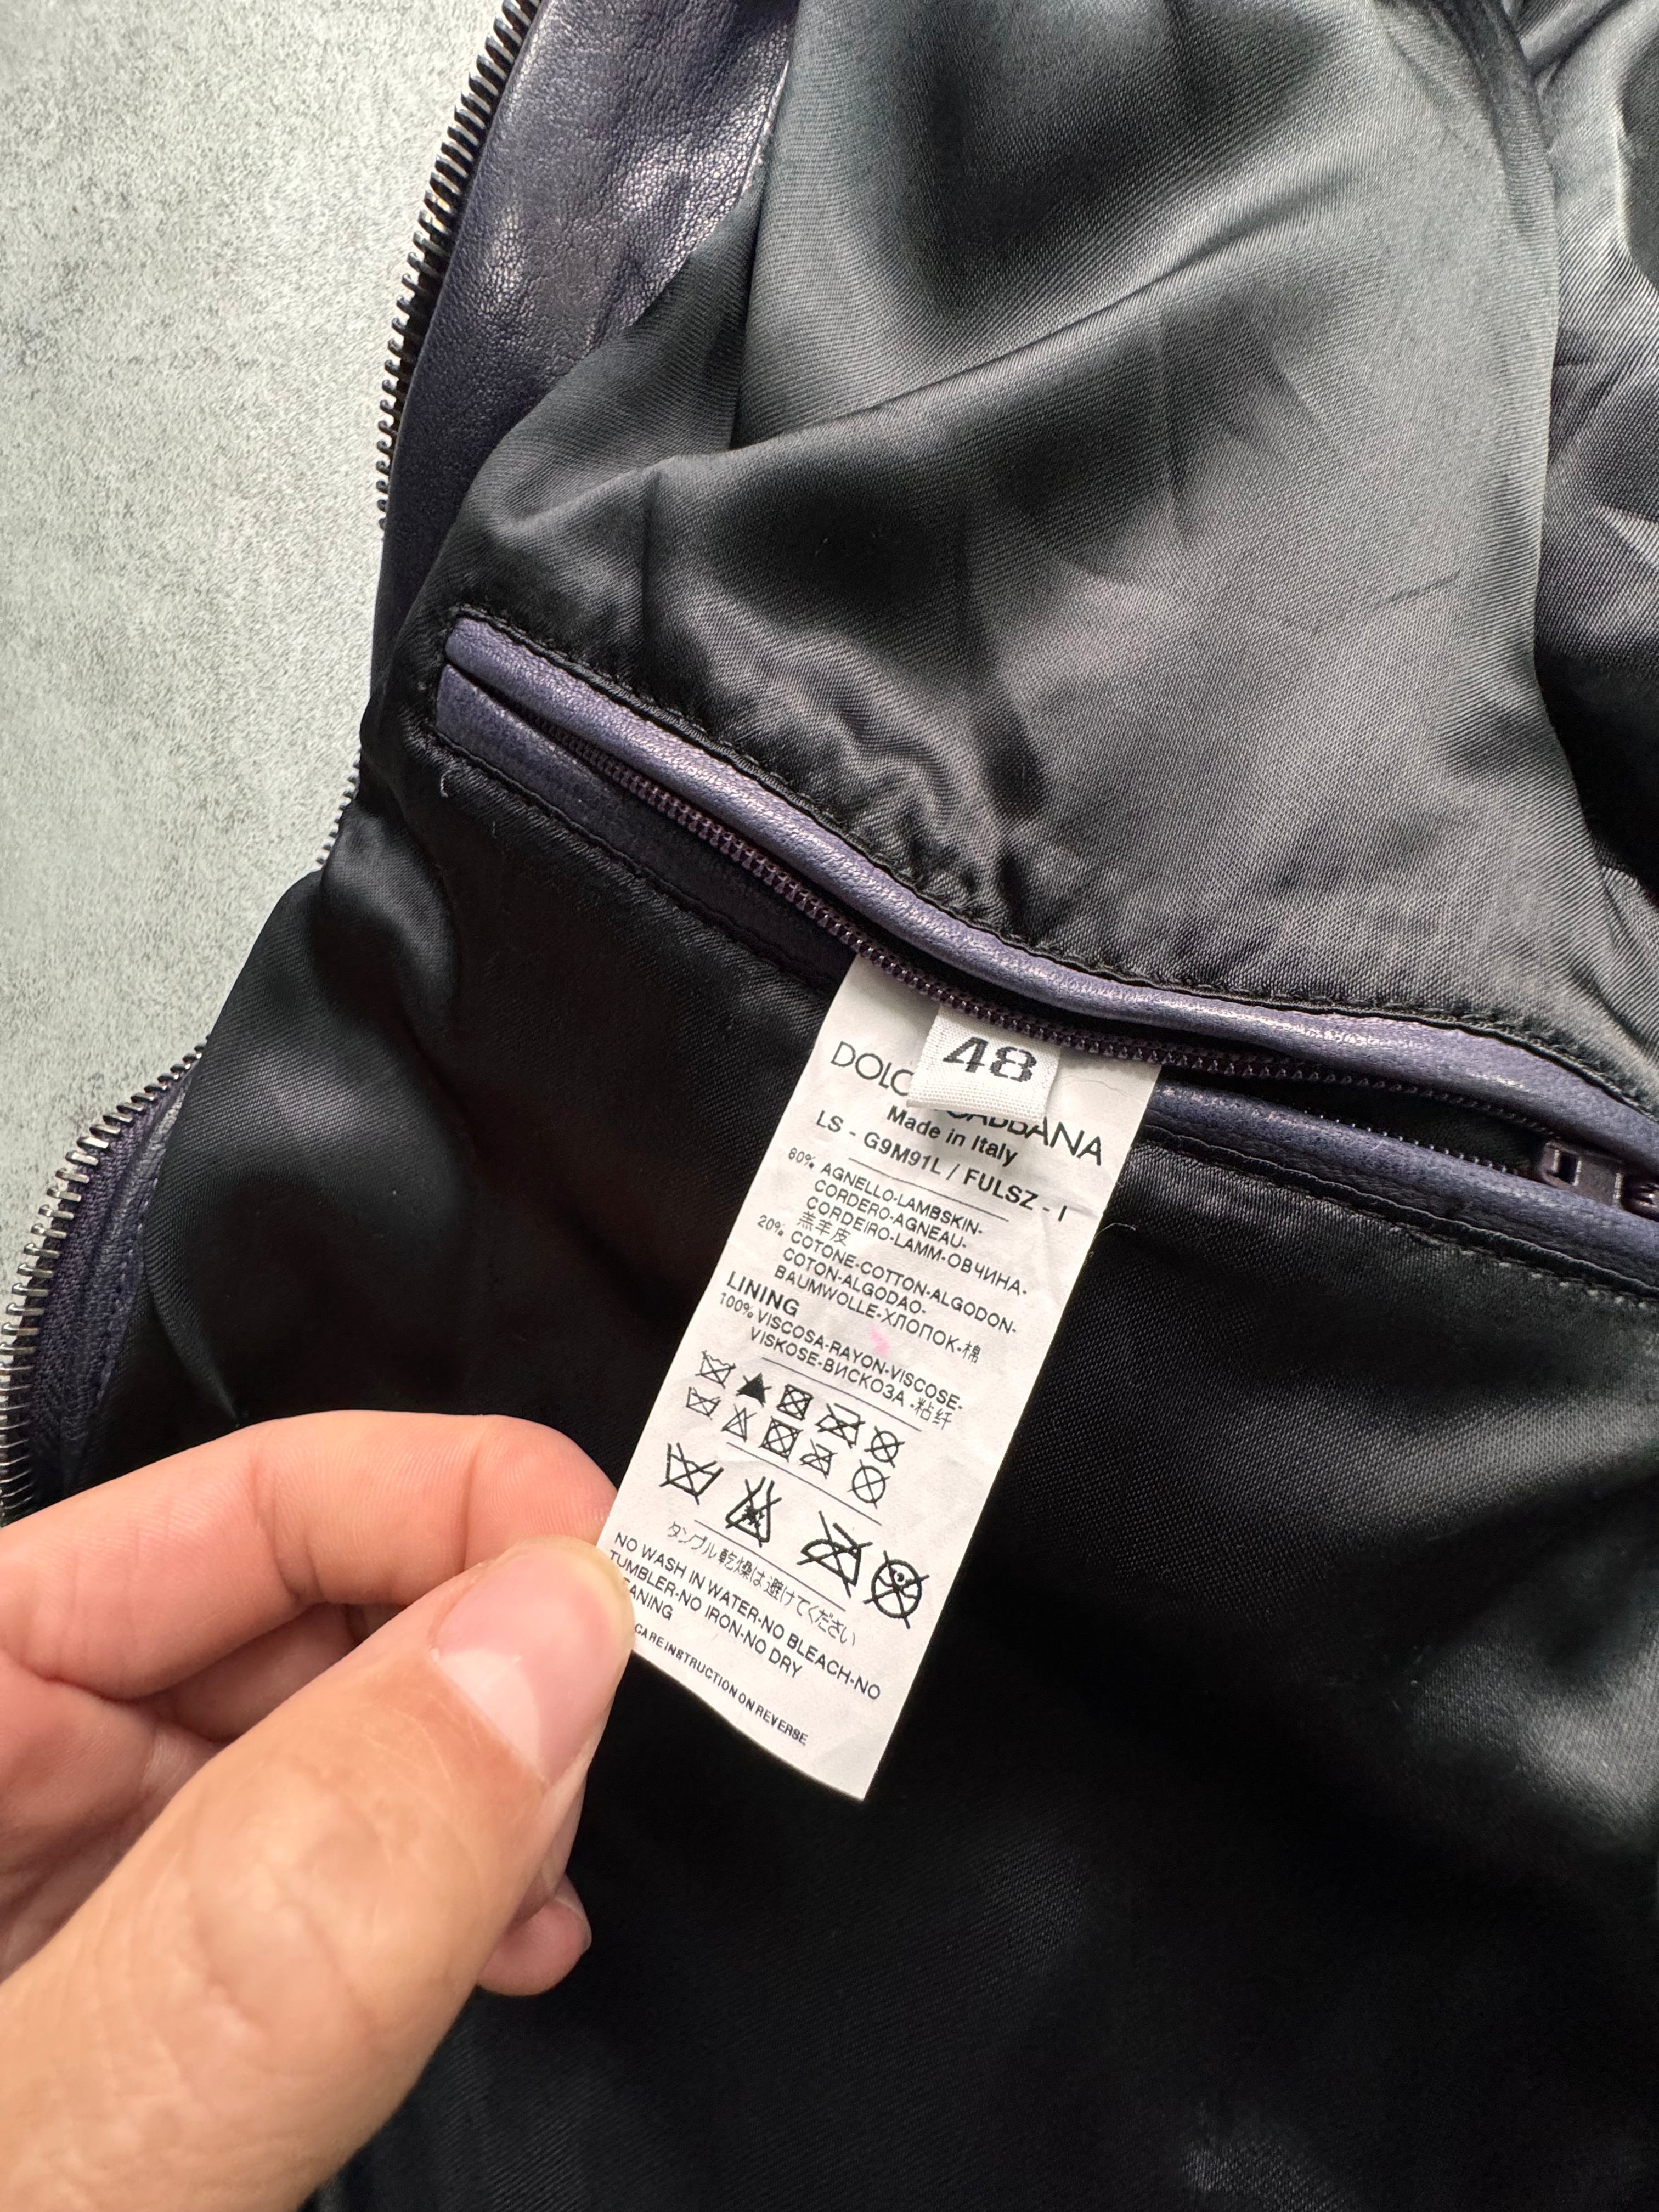 48
DOLC GABBANA
Made in Italy
LS - G9M91L / FULSZ - I
80% AGNELLO-LAMBSKIN-
CORDERO-AGNEAU-
CORDEIRO-LAMM-ОВЧИНА-
羔羊皮
20% COTONE-COTTON-ALGODON-
COTON-ALGODAO-
BAUMWOLLE-ХЛОПОК-棉
LINING
100% VISCOSA-RAYON-VISCOSE-
VISKOSE-ВИСКОЗА-粘纤
タンブル乾燥は避けてください
NO WASH IN WATER-NO BLEACH-NO
TUMBLER-NO IRON-NO DRY
EANING
CARE INSTRUCTION ON REVERSE